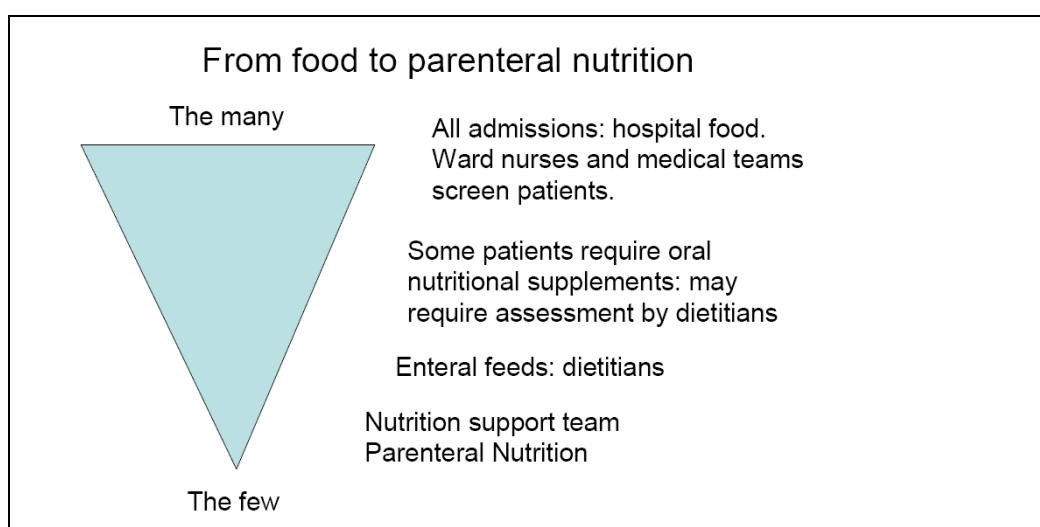 From food to parenteral nutrition
The many
All admissions: hospital food.
Ward nurses and medical teams
screen patients.
Some patients require oral
nutritional supplements: may
require assessment by dietitians
Enteral feeds: dietitians
Nutrition support team
Parenteral Nutrition
The few